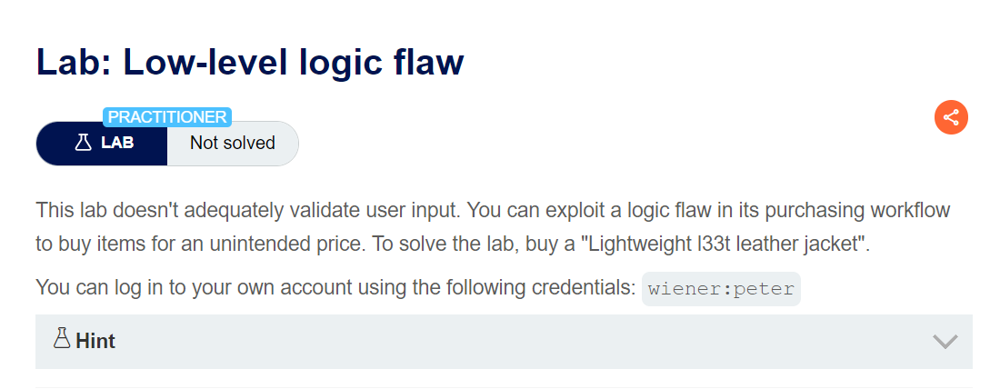 Lab: Low-level logic flaw
PRACTITIONER
LAB
Not solved
This lab doesn't adequately validate user input. You can exploit a logic flaw in its purchasing workflow
to buy items for an unintended price. To solve the lab, buy a "Lightweight l33t leather jacket".
You can log in to your own account using the following credentials: wiener:peter
Hint